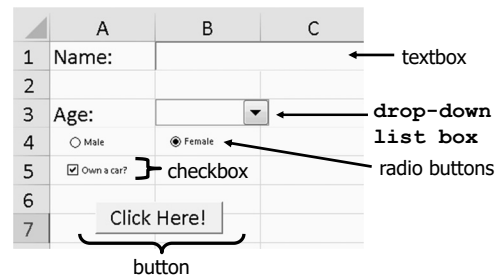 A B C
1 Name: textbox
2
3 Age: drop-down
list box
4 Male Female
radio buttons
5 Own a car? checkbox
6
7 Click Here!
button